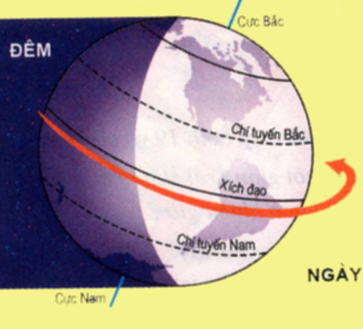 Cực Bắc
ĐÊM
Chí tuyến Bắc
Xích đạo
Chí tuyến Nam
NGÀY
Cực Nam